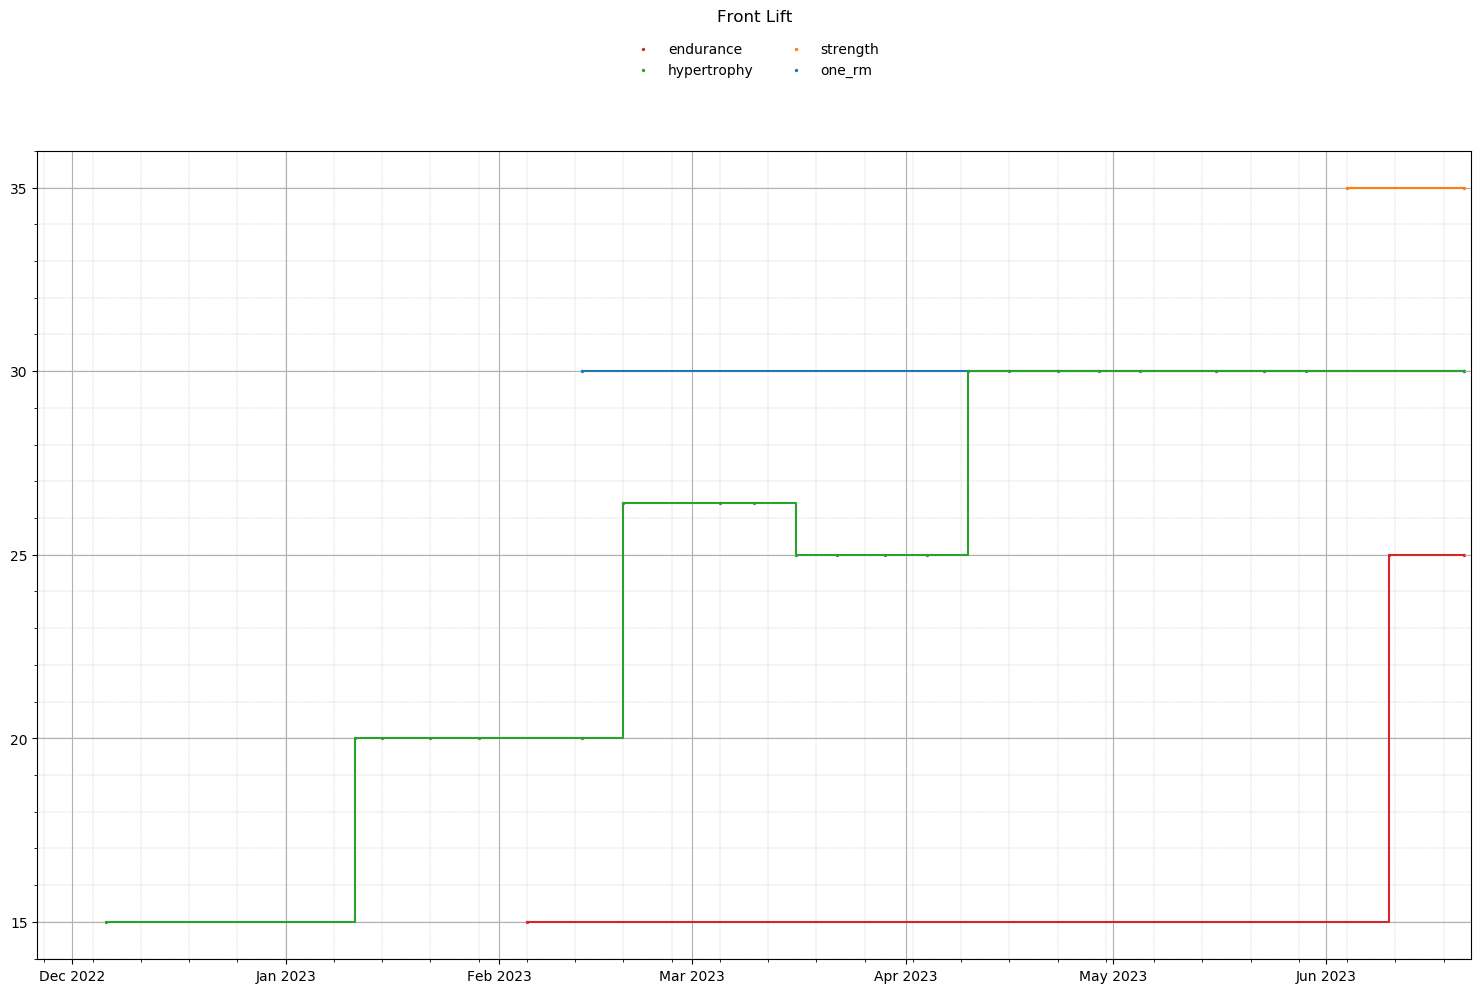 Front Lift
endurance strength
hypertrophy one_rm
35
30
25
20
15
Dec 2022 Jan 2023 Feb 2023 Mar 2023 Apr 2023 May 2023 Jun 2023